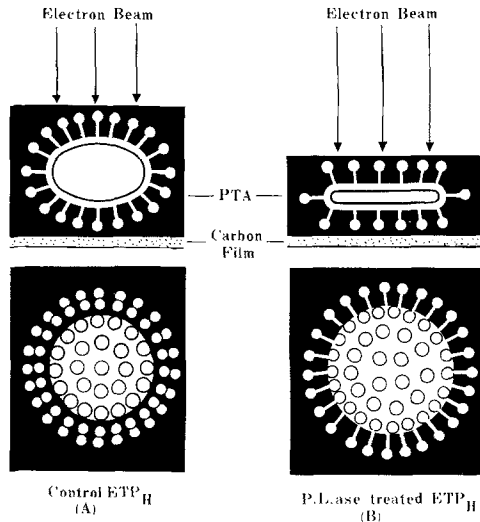 Electron Beam
Electron Beam
PTA
Carbon
Film
Control ETPH
(A)
P.L.ase treated ETPH
(B)